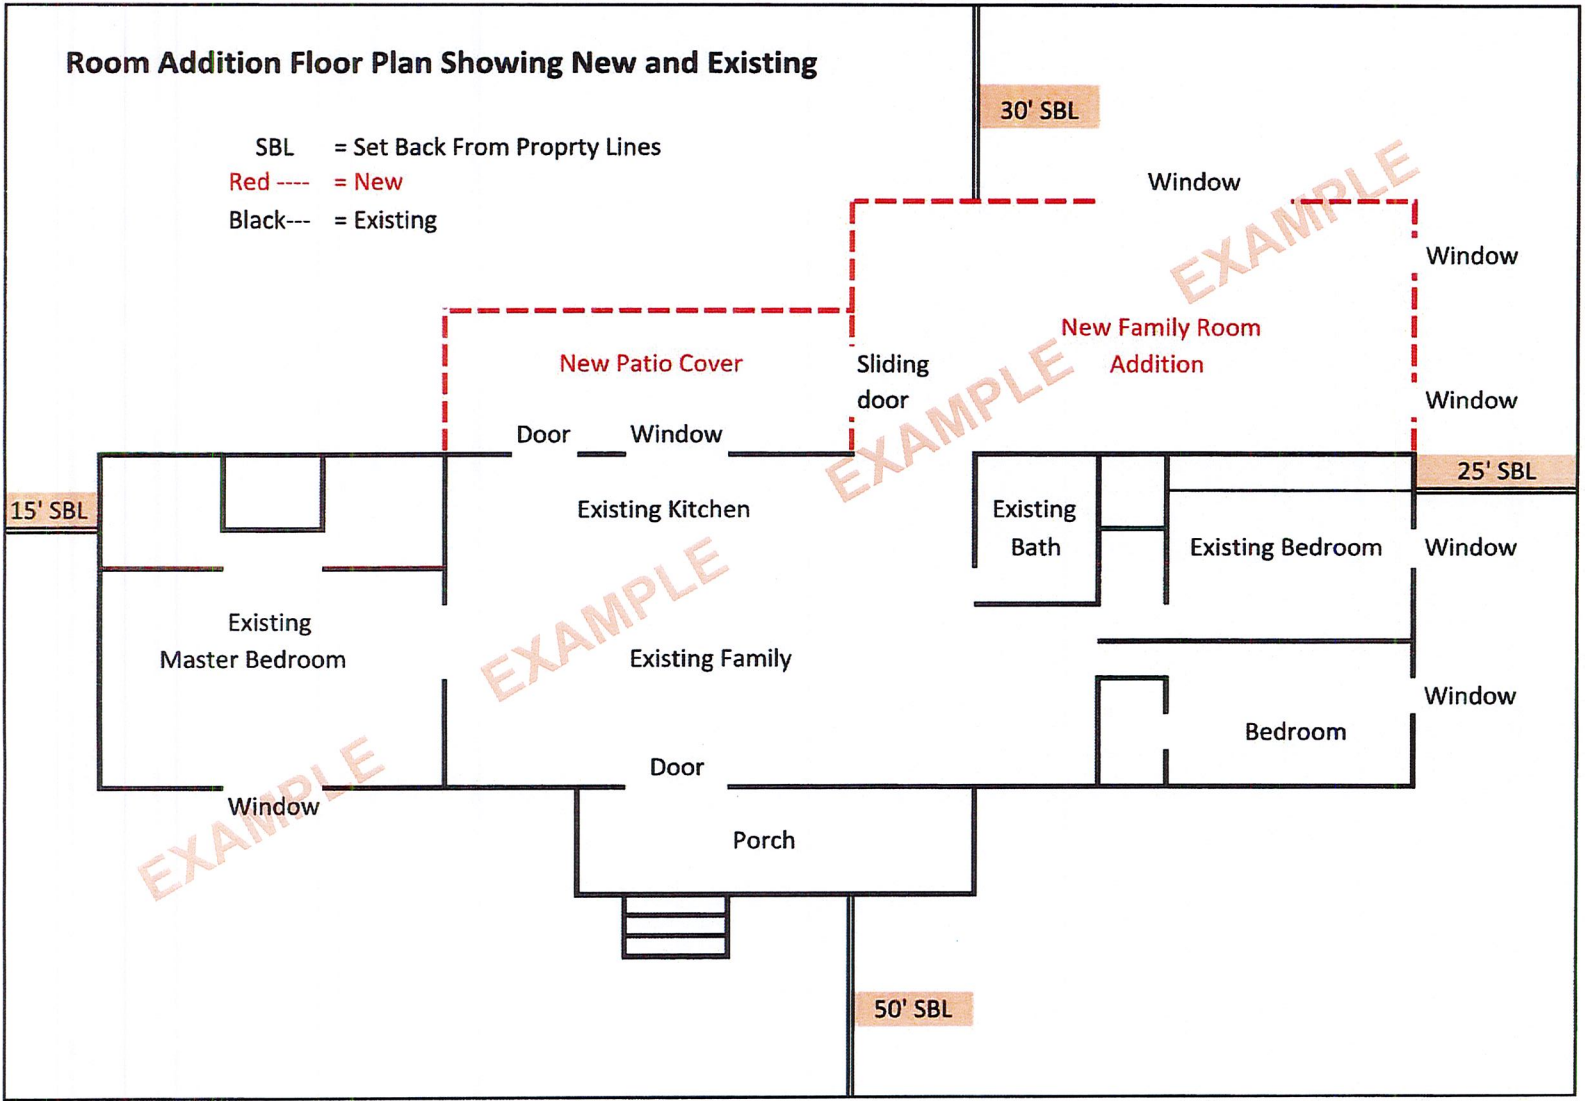 Room Addition Floor Plan Showing New and Existing
30' SBL
SBL = Set Back From Proprty Lines
Red ---- = New
Black--- = Existing
Window
EXAMPLE
Window
New Family Room
Addition
New Patio Cover
Sliding
door
EXAMPLE
Window
Door
Window
25' SBL
15' SBL
Existing Kitchen
Existing
Bath
Existing Bedroom
Window
EXAMPLE
Existing
Master Bedroom
Existing Family
Window
Bedroom
Door
EXAMPLE
Window
Porch
50' SBL